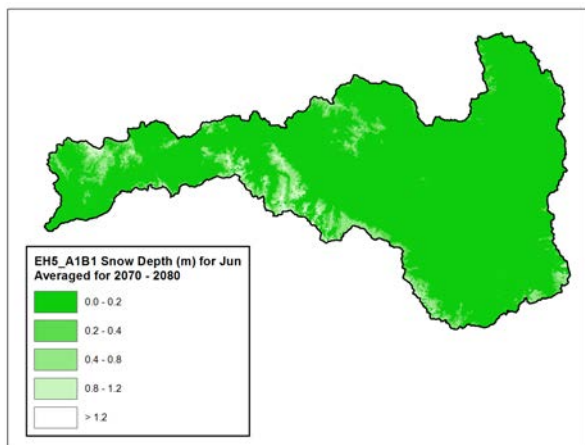 EH5_A1B1 Snow Depth (m) for Jun
Averaged for 2070 - 2080
0.0 - 0.2
0.2 - 0.4
0.4 - 0.8
0.8 - 1.2
> 1.2